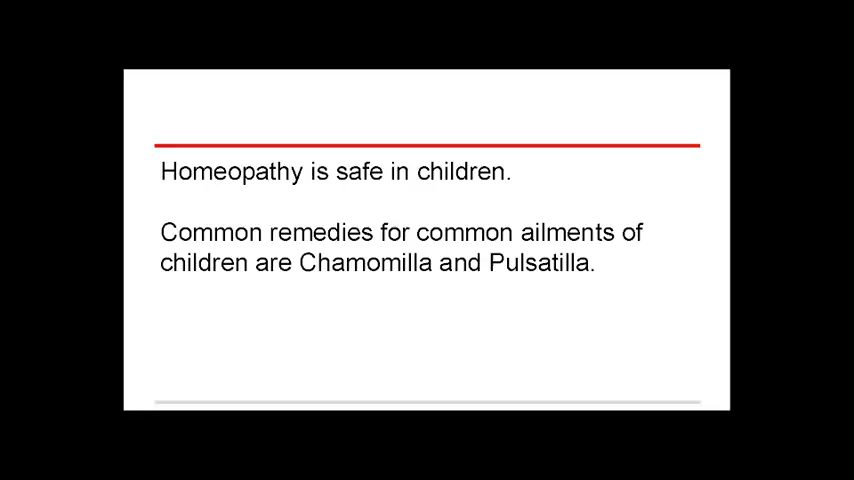 Homeopathy is safe in children.
Common remedies for common ailments of
children are Chamomilla and Pulsatilla.